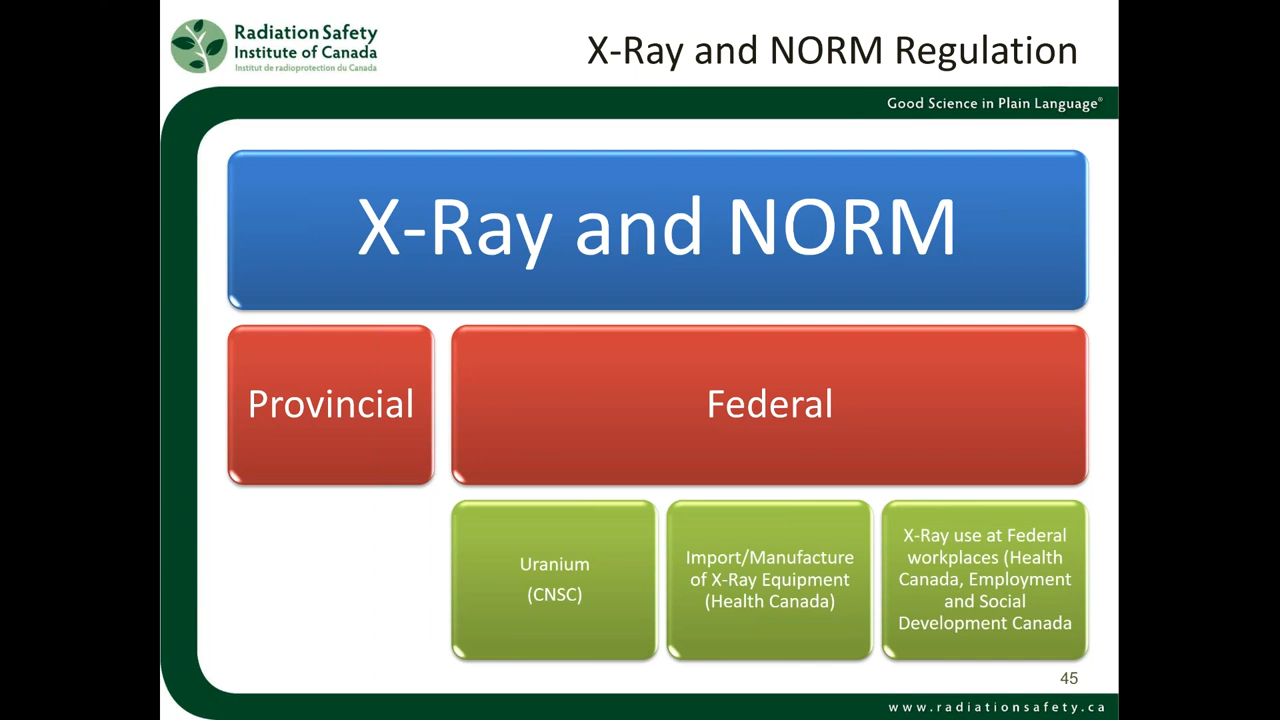 Radiation Safety
Institute of Canada
Institut de radioprotection du Canada
X-Ray and NORM Regulation
Good Science in Plain Language®
X-Ray and NORM
Provincial
Federal
Uranium
(CNSC)
Import/Manufacture
of X-Ray Equipment
(Health Canada)
X-Ray use at Federal
workplaces (Health
Canada, Employment
and Social
Development Canada
45
www.radiationsafety.ca